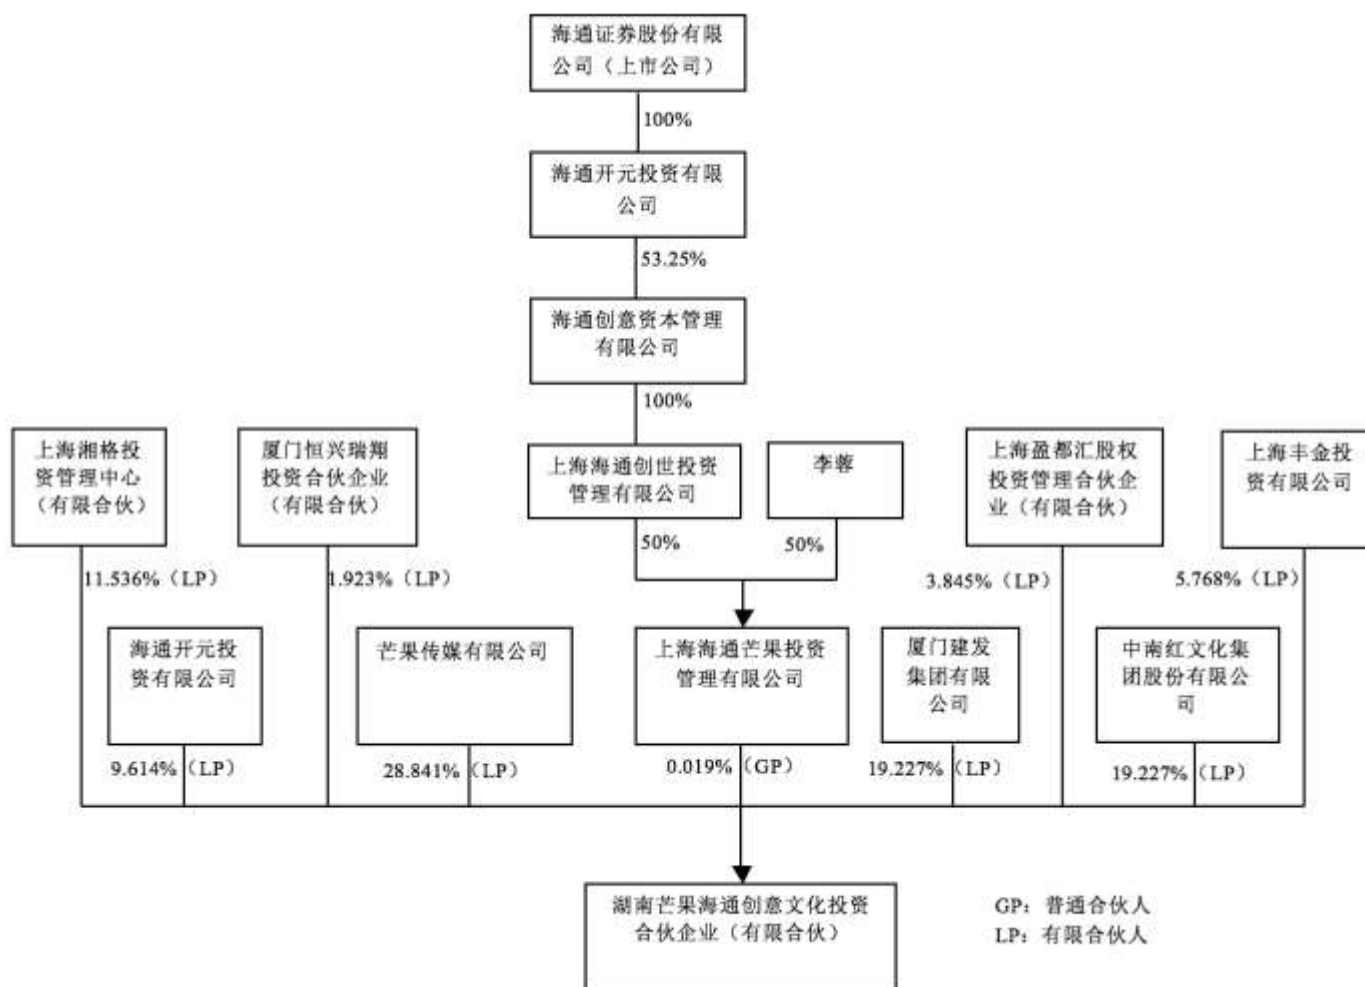 海通证券股份有限
公司（上市公司）
100%
海通开元投资有限
公司
53.25%
海通创意资本管理
有限公司
100%
上海湘格投
资管理中心
（有限合伙）
厦门恒兴瑞翔
投资合伙企业
（有限合伙）
上海海通创世投资
管理有限公司
李蓉
上海盈都汇股权
投资管理合伙企
业（有限合伙）
上海丰金投
资有限公司
50%
50%
11.536%（LP）
1.923%（LP）
3.845%（LP）
5.768%（LP）
海通开元投
资有限公司
芒果传媒有限公司
上海海通芒果投资
管理有限公司
厦门建发
集团有限
公司
中南红文化集
团股份有限公
司
9.614%（LP）
28.841%（LP）
0.019%（GP）
19.227%（LP）
19.227%（LP）
湖南芒果海通创意文化投资
合伙企业（有限合伙）
GP：普通合伙人
LP：有限合伙人